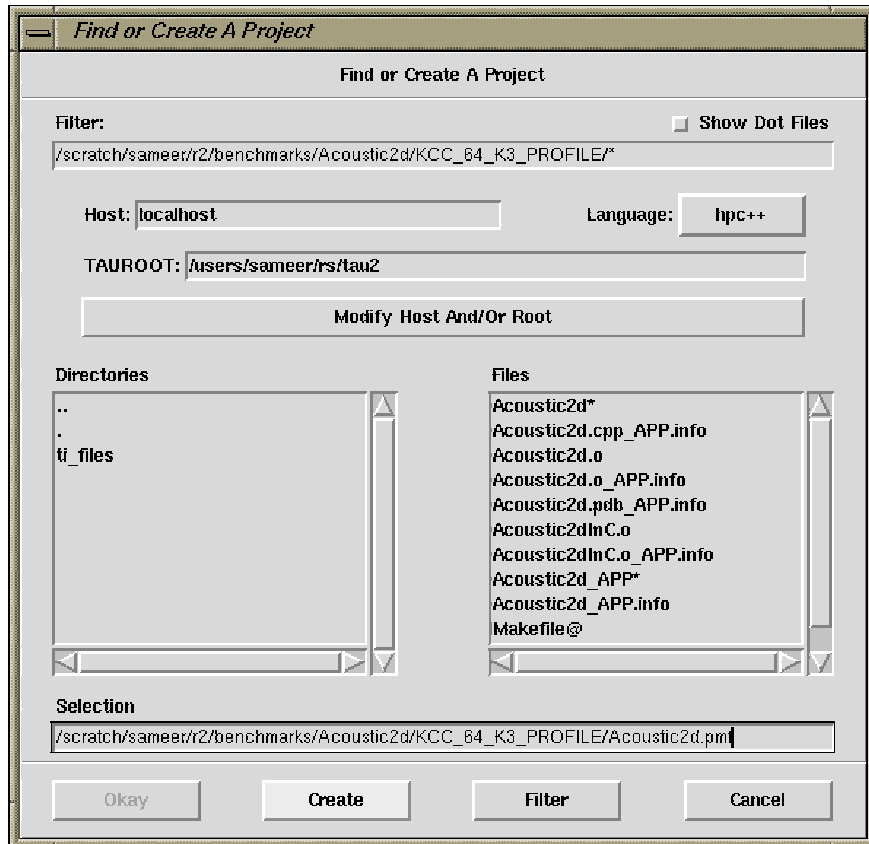 Find or Create A Project
Find or Create A Project
Filter:
Show Dot Files
/scratch/sameer/r2/benchmarks/Acoustic2d/KCC_64_K3_PROFILE/*
Host: localhost
Language: hpc++
TAUROOT: /users/sameer/rs/tau2
Modify Host And/Or Root
Directories
..
.
ti_files
Files
Acoustic2d*
Acoustic2d.cpp_APP.info
Acoustic2d.o
Acoustic2d.o_APP.info
Acoustic2d.pdb_APP.info
Acoustic2dInC.o
Acoustic2dInC.o_APP.info
Acoustic2d_APP*
Acoustic2d_APP.info
Makefile@
Selection
/scratch/sameer/r2/benchmarks/Acoustic2d/KCC_64_K3_PROFILE/Acoustic2d.pmf
Okay
Create
Filter
Cancel